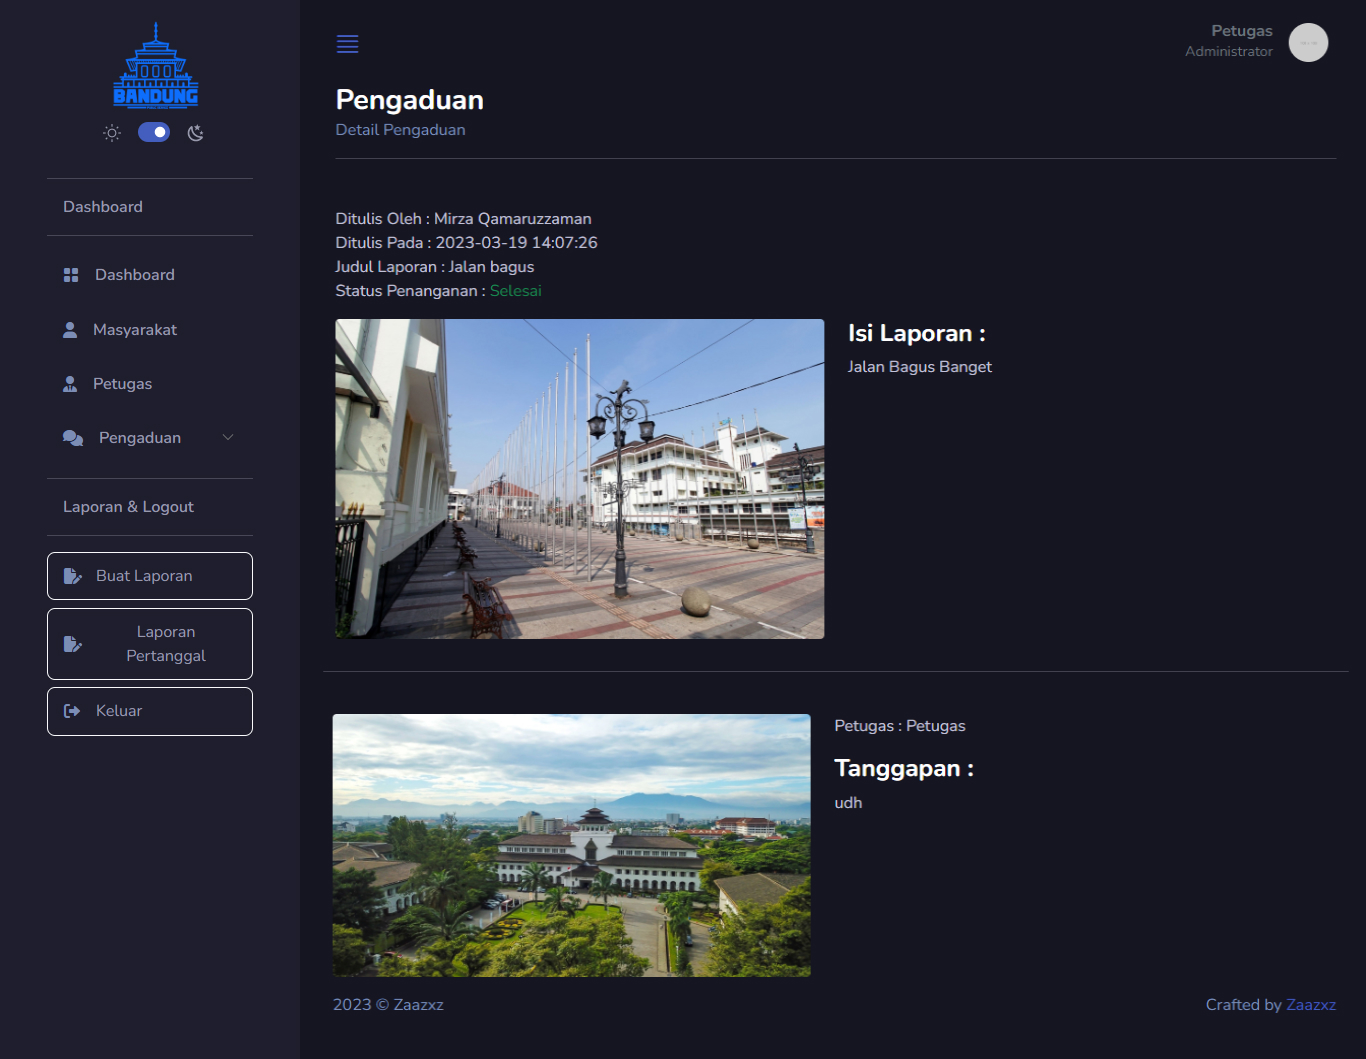 BANDUNG
Dashboard
Dashboard
Masyarakat
Petugas
Pengaduan
Laporan & Logout
Buat Laporan
Laporan
Pertanggal
Keluar
Petugas
Administrator
Pengaduan
Detail Pengaduan
Ditulis Oleh : Mirza Qamaruzzaman
Ditulis Pada : 2023-03-19 14:07:26
Judul Laporan : Jalan bagus
Status Penanganan : Selesai
Isi Laporan :
Jalan Bagus Banget
Petugas : Petugas
Tanggapan :
udh
2023 © Zaazxz
Crafted by Zaazxz